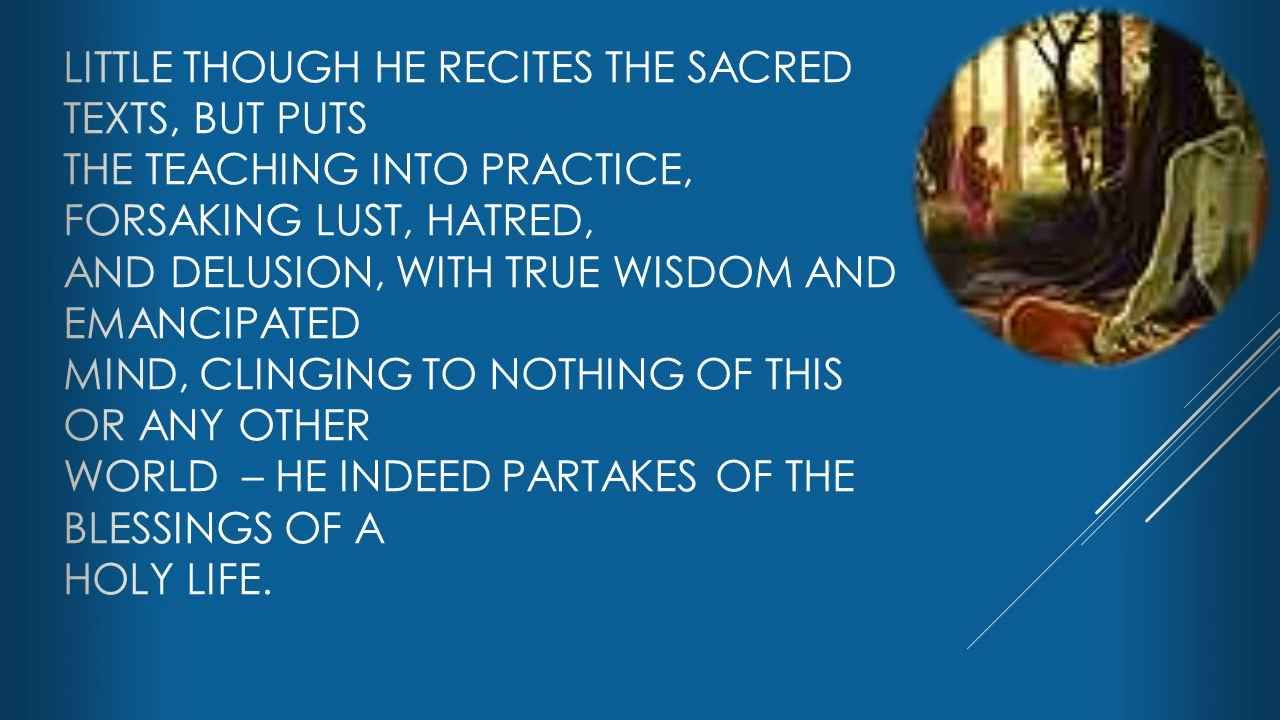 LITTLE THOUGH HE RECITES THE SACRED
TEXTS, BUT PUTS
THE TEACHING INTO PRACTICE,
FORSAKING LUST, HATRED,
AND DELUSION, WITH TRUE WISDOM AND
EMANCIPATED
MIND, CLINGING TO NOTHING OF THIS
OR ANY OTHER
WORLD – HE INDEED PARTAKES OF THE
BLESSINGS OF A
HOLY LIFE.